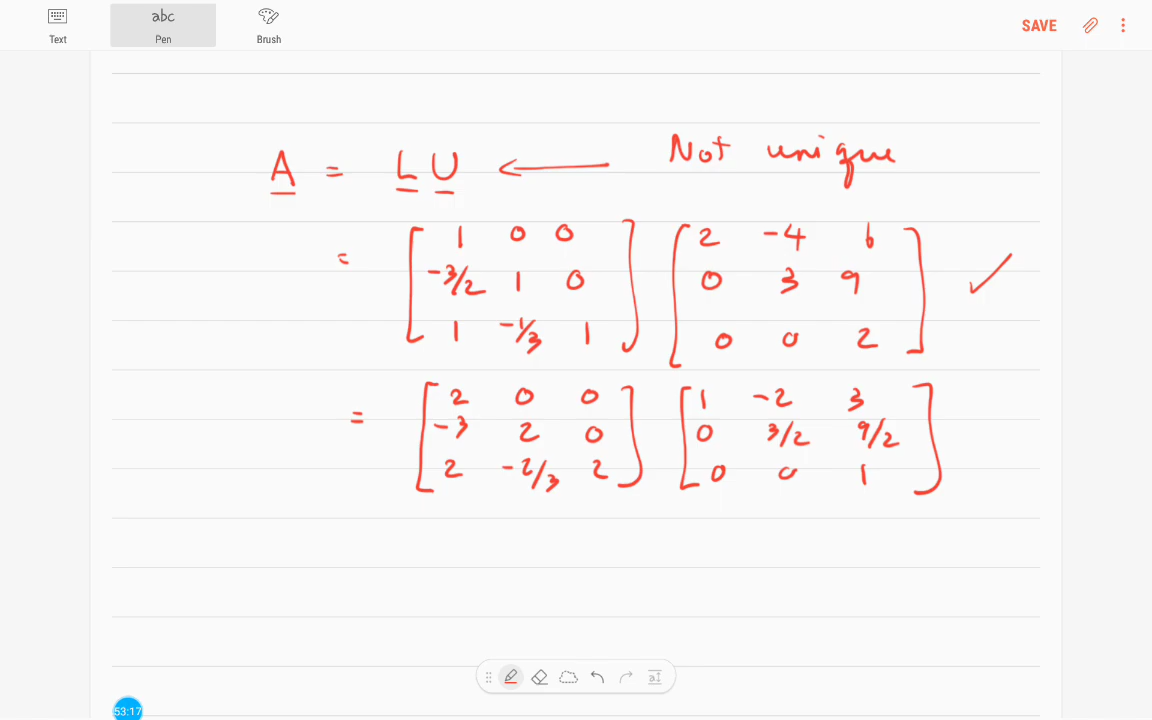 abc
Text Pen Brush SAVE
A = LU ← Not unique
= [ 1 0 0 ] [ 2 -4 6 ] ✓
-3/2 1 0 0 3 9
1 -1/3 1 0 0 2
= [ 2 0 0 ] [ 1 -2 3 ]
-3 2 0 0 3/2 9/2
2 -2/3 2 0 0 1
a
53:17